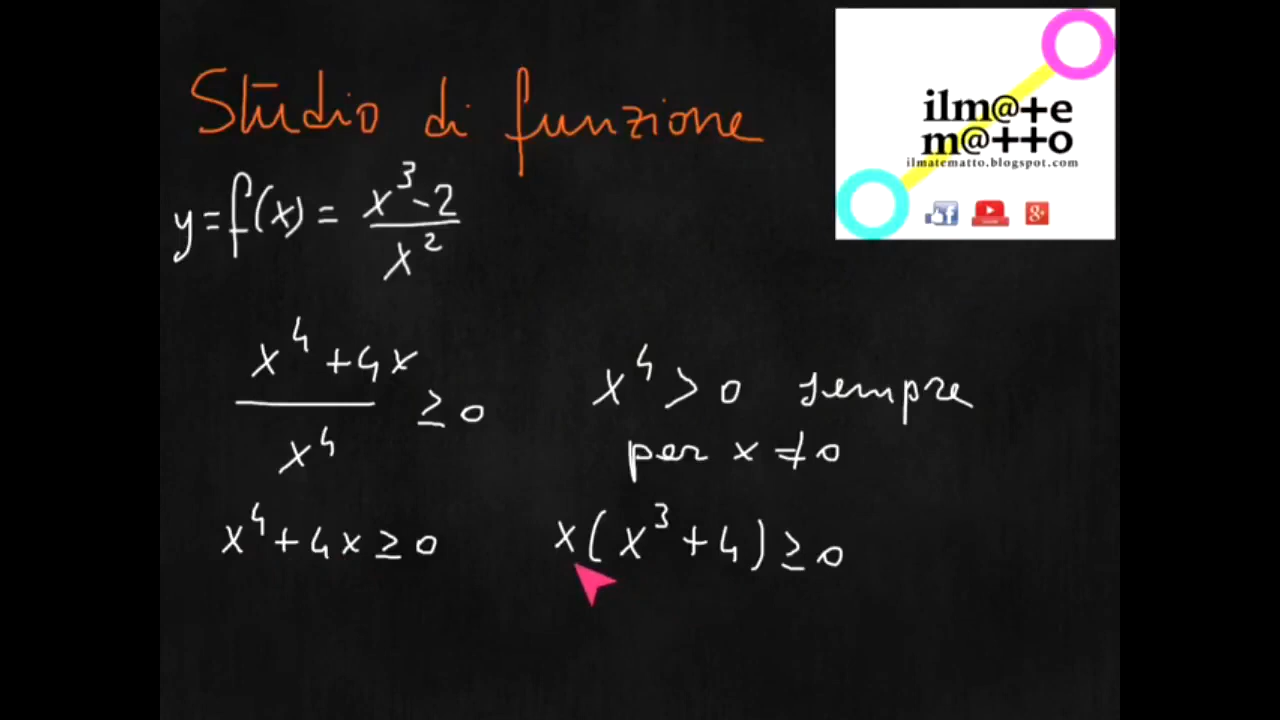 Studio di funzione
ilm@+e
m@++o
ilmatematto.blogspot.com
y=f(x) = x³-2 / x²
x⁴+4x / x⁴ ≥ 0
x⁴ > 0 sempre
per x ≠ 0
x⁴+4x ≥ 0
x(x³+4) ≥ 0